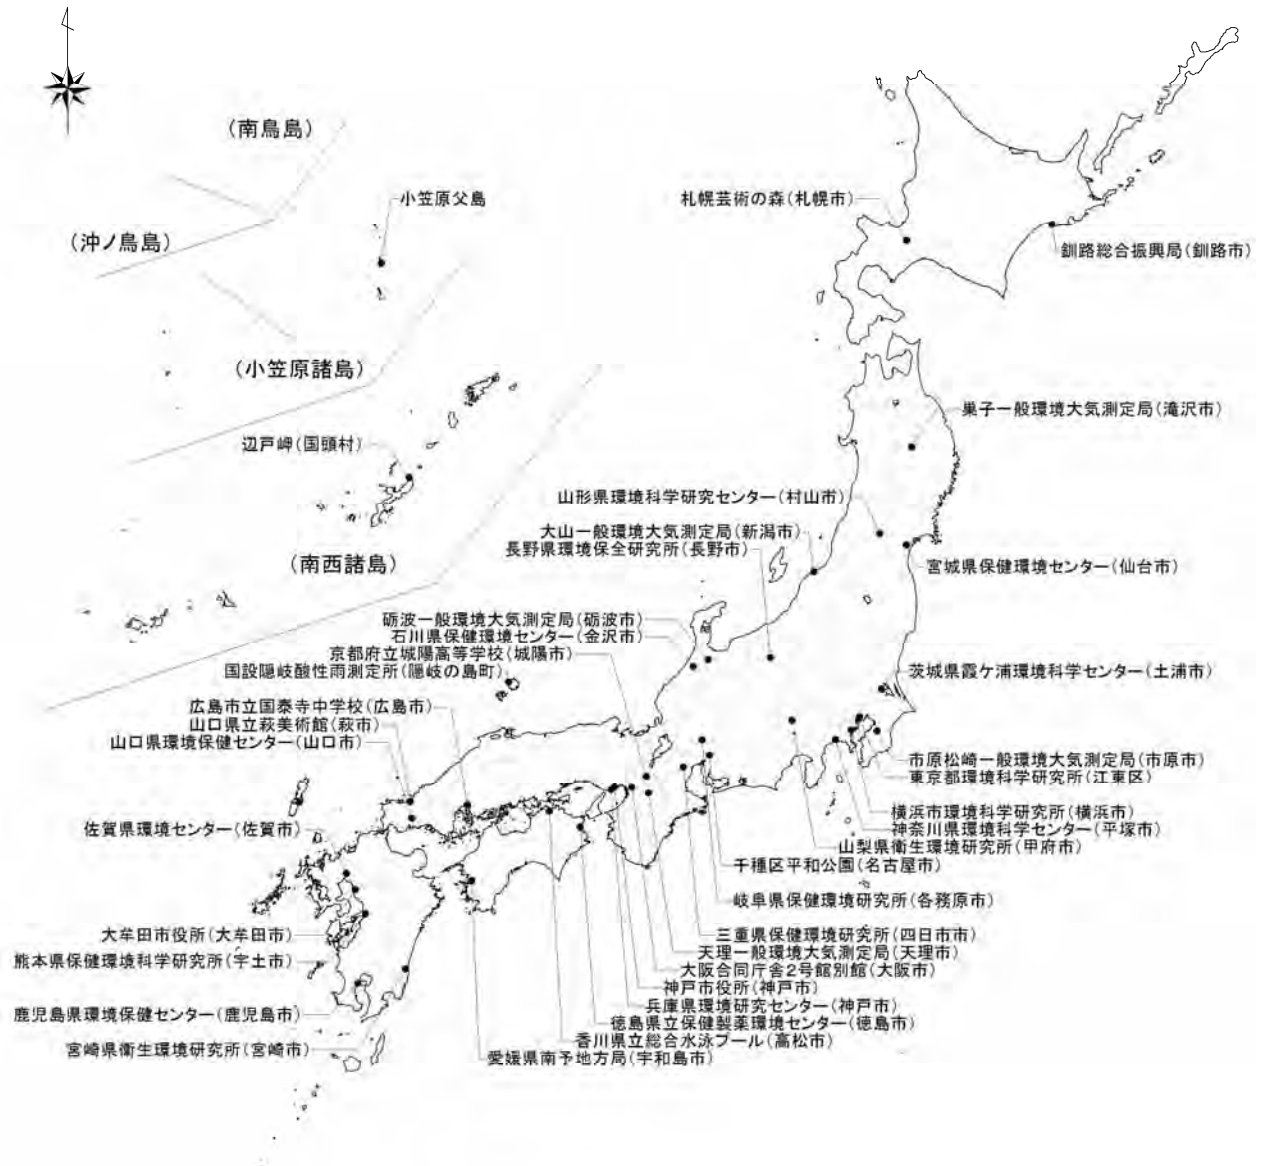 (南鳥島)
小笠原父島
札幌芸術の森(札幌市)
(沖ノ鳥島)
釧路総合振興局(釧路市)
(小笠原諸島)
巣子一般環境大気測定局(滝沢市)
辺戸岬(国頭村)
山形県環境科学研究センター(村山市)
大山一般環境大気測定局(新潟市)
長野県環境保全研究所(長野市)
(南西諸島)
宮城県保健環境センター(仙台市)
砺波一般環境大気測定局(砺波市)
石川県保健環境センター(金沢市)
京都府立城陽高等学校(城陽市)
国設隠岐酸性雨測定所(隠岐の島町)
茨城県霞ケ浦環境科学センター(土浦市)
広島市立国泰寺中学校(広島市)
山口県立萩美術館(萩市)
山口県環境保健センター(山口市)
市原松崎一般環境大気測定局(市原市)
東京都環境科学研究所(江東区)
横浜市環境科学研究所(横浜市)
佐賀県環境センター(佐賀市)
神奈川県環境科学センター(平塚市)
山梨県衛生環境研究所(甲府市)
千種区平和公園(名古屋市)
岐阜県保健環境研究所(各務原市)
大牟田市役所(大牟田市)
三重県保健環境研究所(四日市市)
天理一般環境大気測定局(天理市)
熊本県保健環境科学研究所(宇土市)
大阪合同庁舎2号館別館(大阪市)
神戸市役所(神戸市)
兵庫県環境研究センター(神戸市)
鹿児島県環境保健センター(鹿児島市)
徳島県立保健製薬環境センター(徳島市)
香川県立総合水泳プール(高松市)
宮崎県衛生環境研究所(宮崎市)
愛媛県南予地方局(宇和島市)